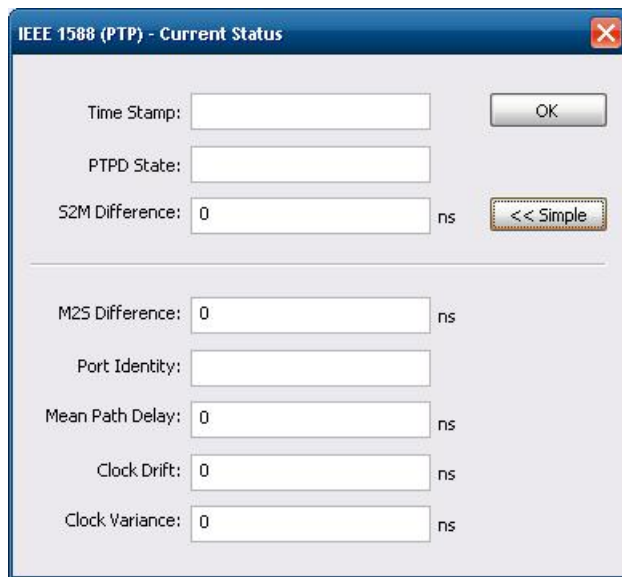 IEEE 1588 (PTP) - Current Status
Time Stamp:
OK
PTPD State:
S2M Difference: 0 ns
<< Simple
M2S Difference: 0 ns
Port Identity:
Mean Path Delay: 0 ns
Clock Drift: 0 ns
Clock Variance: 0 ns